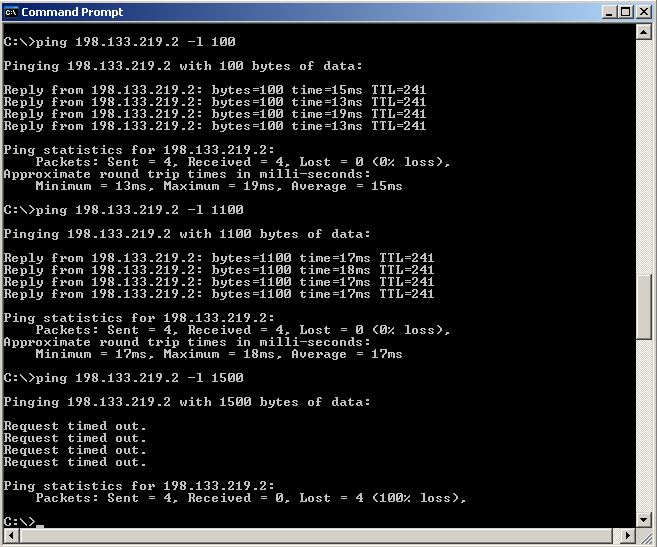 Command Prompt
C:\>ping 198.133.219.2 -l 100
Pinging 198.133.219.2 with 100 bytes of data:
Reply from 198.133.219.2: bytes=100 time=15ms TTL=241
Reply from 198.133.219.2: bytes=100 time=13ms TTL=241
Reply from 198.133.219.2: bytes=100 time=19ms TTL=241
Reply from 198.133.219.2: bytes=100 time=13ms TTL=241
Ping statistics for 198.133.219.2:
    Packets: Sent = 4, Received = 4, Lost = 0 (0% loss),
Approximate round trip times in milli-seconds:
    Minimum = 13ms, Maximum = 19ms, Average = 15ms
C:\>ping 198.133.219.2 -l 1100
Pinging 198.133.219.2 with 1100 bytes of data:
Reply from 198.133.219.2: bytes=1100 time=17ms TTL=241
Reply from 198.133.219.2: bytes=1100 time=18ms TTL=241
Reply from 198.133.219.2: bytes=1100 time=17ms TTL=241
Reply from 198.133.219.2: bytes=1100 time=17ms TTL=241
Ping statistics for 198.133.219.2:
    Packets: Sent = 4, Received = 4, Lost = 0 (0% loss),
Approximate round trip times in milli-seconds:
    Minimum = 17ms, Maximum = 18ms, Average = 17ms
C:\>ping 198.133.219.2 -l 1500
Pinging 198.133.219.2 with 1500 bytes of data:
Request timed out.
Request timed out.
Request timed out.
Request timed out.
Ping statistics for 198.133.219.2:
    Packets: Sent = 4, Received = 0, Lost = 4 (100% loss),
C:\>_